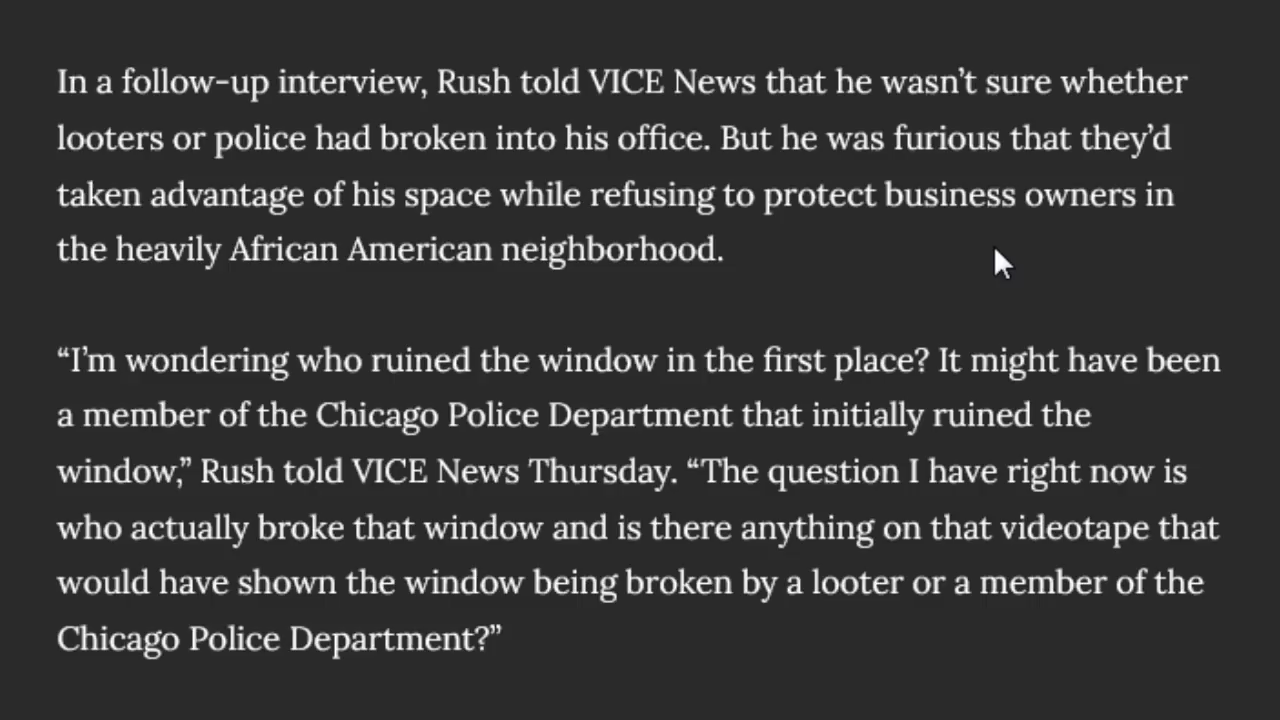 In a follow-up interview, Rush told VICE News that he wasn’t sure whether
looters or police had broken into his office. But he was furious that they’d
taken advantage of his space while refusing to protect business owners in
the heavily African American neighborhood.
“I’m wondering who ruined the window in the first place? It might have been
a member of the Chicago Police Department that initially ruined the
window,” Rush told VICE News Thursday. “The question I have right now is
who actually broke that window and is there anything on that videotape that
would have shown the window being broken by a looter or a member of the
Chicago Police Department?”